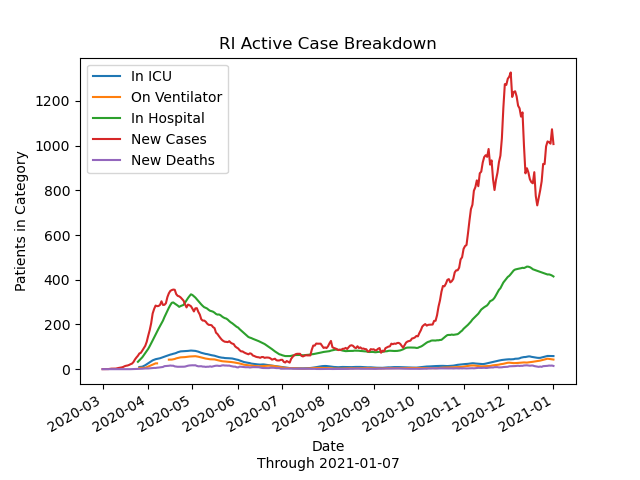 RI Active Case Breakdown
In ICU
On Ventilator
In Hospital
New Cases
New Deaths
Patients in Category
1200
1000
800
600
400
200
0
2020-03
2020-04
2020-05
2020-06
2020-07
2020-08
2020-09
2020-10
2020-11
2020-12
2021-01
Date
Through 2021-01-07